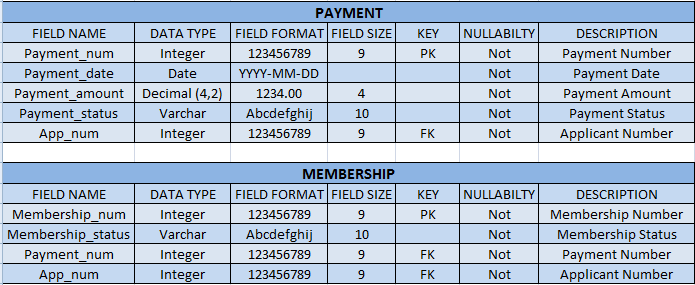 PAYMENT
FIELD NAME DATA TYPE FIELD FORMAT FIELD SIZE KEY NULLABILTY DESCRIPTION
Payment_num Integer 123456789 9 PK Not Payment Number
Payment_date Date YYYY-MM-DD Not Payment Date
Payment_amount Decimal (4,2) 1234.00 4 Not Payment Amount
Payment_status Varchar Abcdefghij 10 Not Payment Status
App_num Integer 123456789 9 FK Not Applicant Number
MEMBERSHIP
FIELD NAME DATA TYPE FIELD FORMAT FIELD SIZE KEY NULLABILTY DESCRIPTION
Membership_num Integer 123456789 9 PK Not Membership Number
Membership_status Varchar Abcdefghij 10 Not Membership Status
Payment_num Integer 123456789 9 FK Not Payment Number
App_num Integer 123456789 9 FK Not Applicant Number